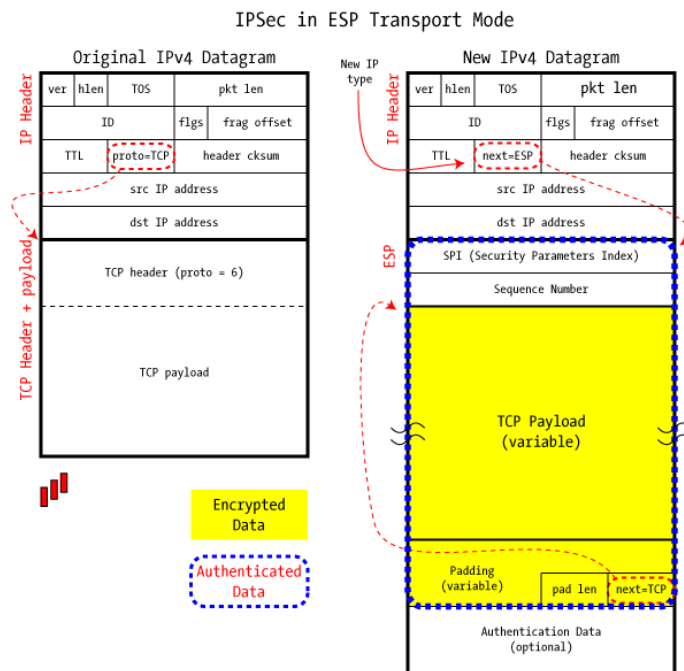 IPSec in ESP Transport Mode
Original IPv4 Datagram
IP Header
ver hlen TOS pkt len
ID flgs frag offset
TTL proto=TCP header cksum
src IP address
dst IP address
TCP Header + payload
TCP header (proto = 6)
TCP payload
Encrypted
Data
Authenticated
Data
New IPv4 Datagram
New IP
type
IP Header
ver hlen TOS pkt len
ID flgs frag offset
TTL next=ESP header cksum
src IP address
dst IP address
ESP
SPI (Security Parameters Index)
Sequence Number
TCP Payload
(variable)
Padding
(variable)
pad len next=TCP
Authentication Data
(optional)